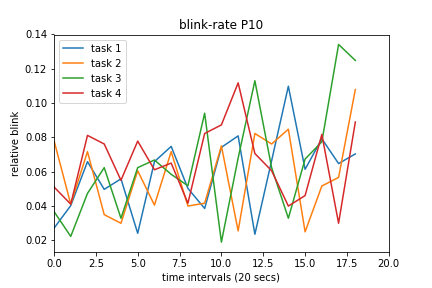 blink-rate P10
task 1
task 2
task 3
task 4
relative blink
0.14
0.12
0.10
0.08
0.06
0.04
0.02
0.0 2.5 5.0 7.5 10.0 12.5 15.0 17.5 20.0
time intervals (20 secs)